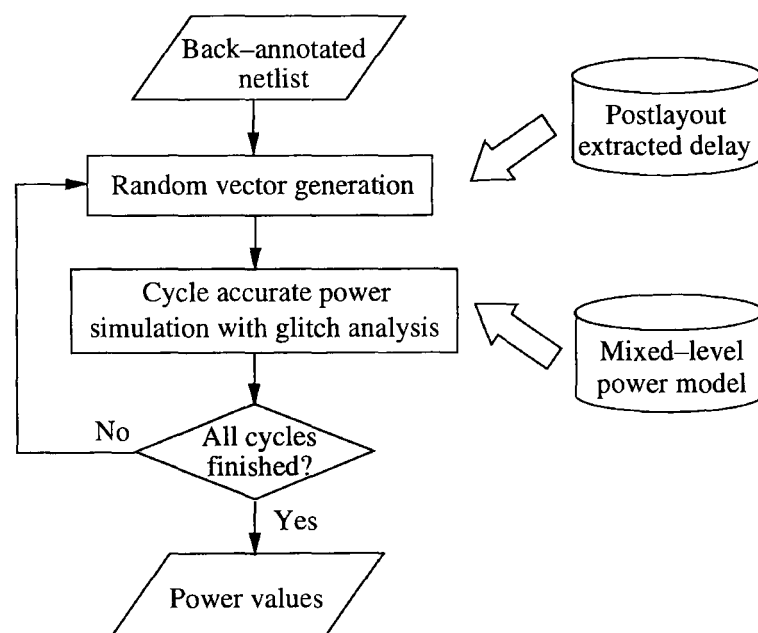 Back–annotated
netlist
Postlayout
extracted delay
Random vector generation
Cycle accurate power
simulation with glitch analysis
Mixed–level
power model
No
All cycles
finished?
Yes
Power values